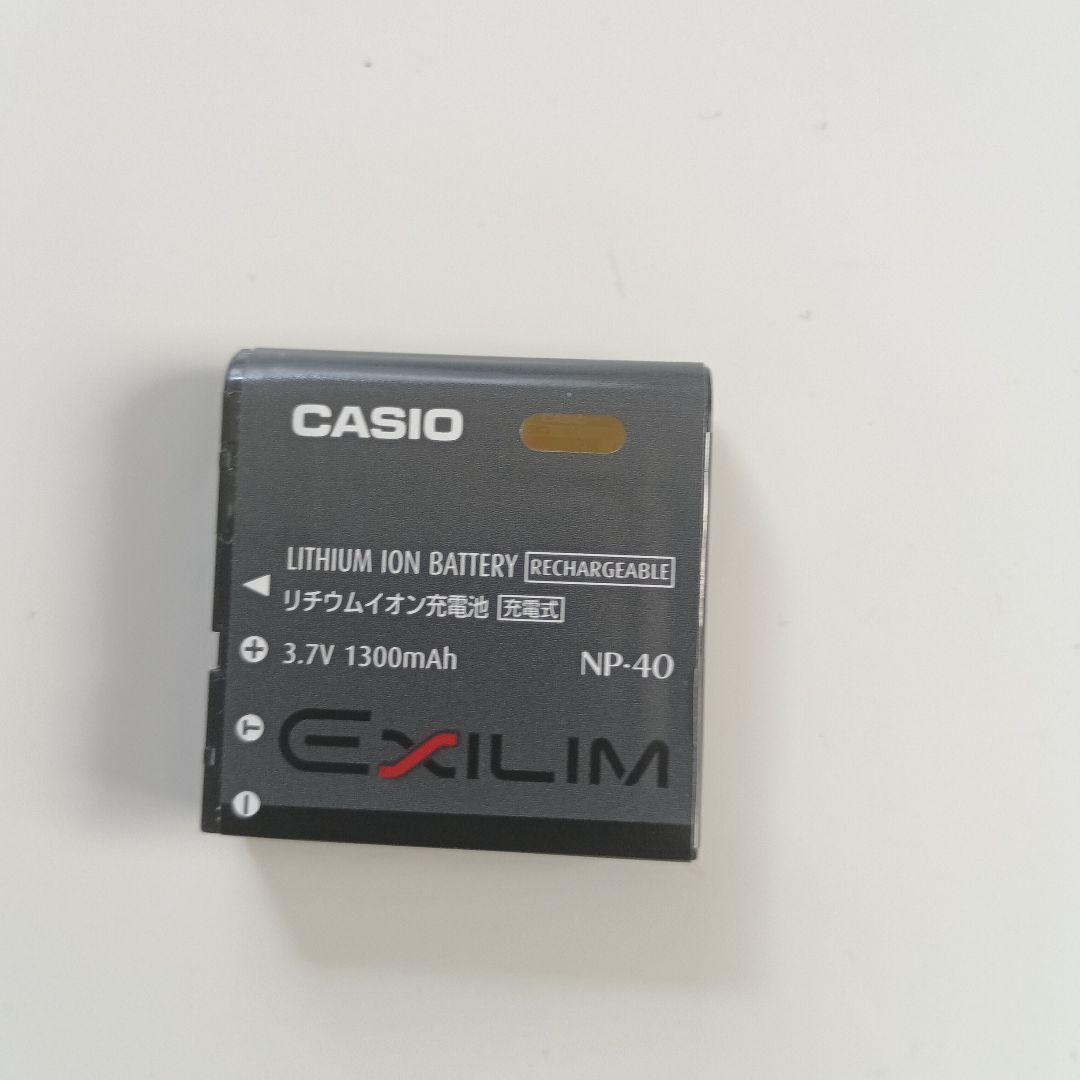 CASIO
LITHIUM ION BATTERY RECHARGEABLE
リチウムイオン充電池 充電式
+ 3.7V 1300mAh NP-40
T
EXILIM
−